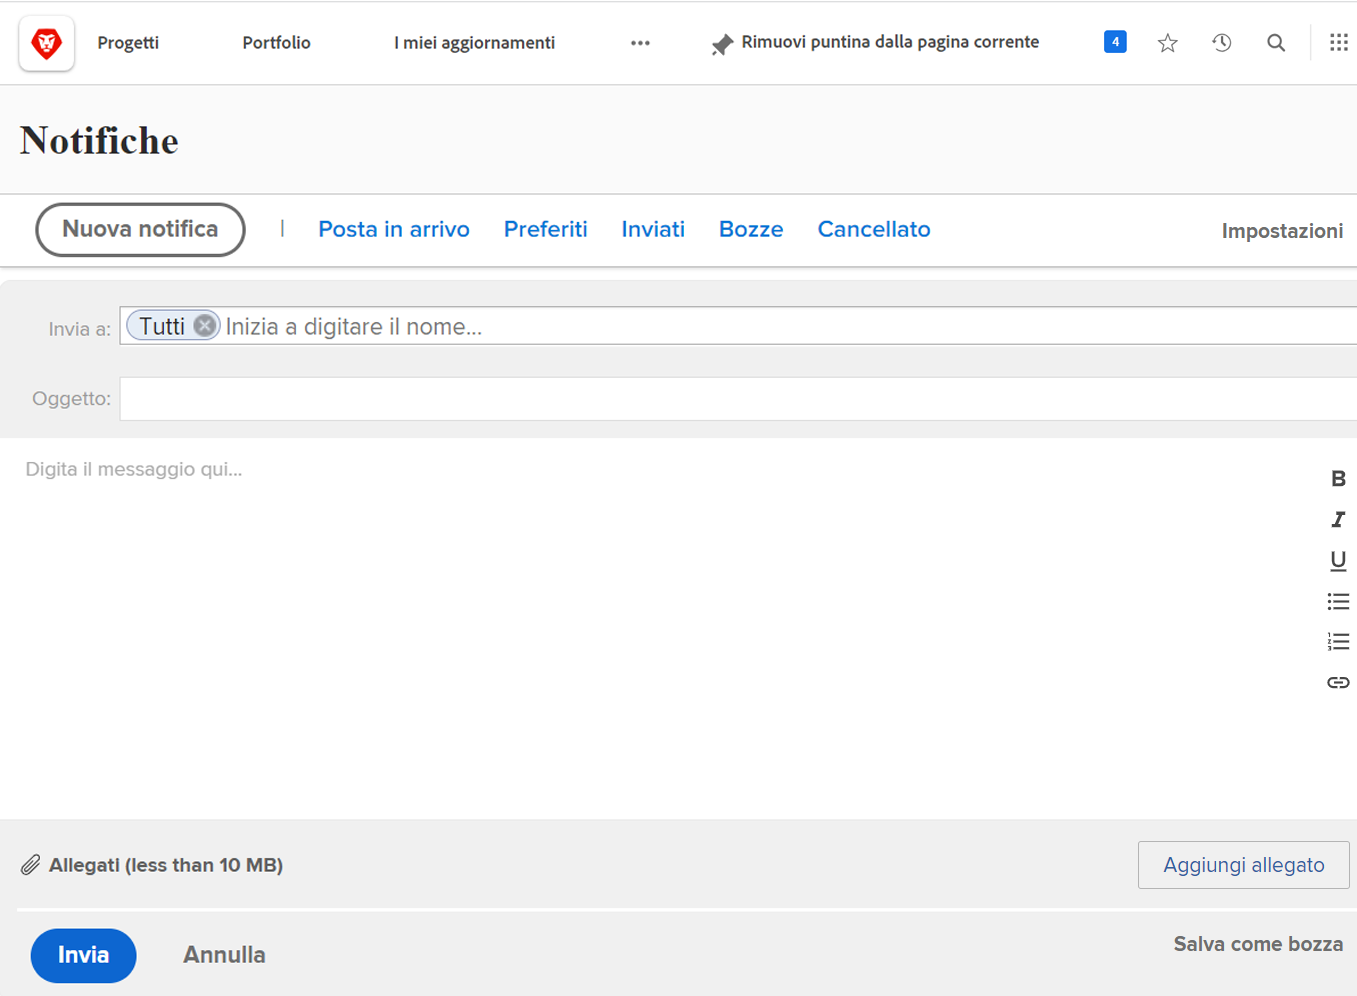 Progetti Portfolio I miei aggiornamenti ••• Rimuovi puntina dalla pagina corrente 4
Notifiche
Nuova notifica | Posta in arrivo Preferiti Inviati Bozze Cancellato Impostazioni
Invia a: Tutti Inizia a digitare il nome...
Oggetto:
Digita il messaggio qui...
B
I
U
Allegati (less than 10 MB) Aggiungi allegato
Invia Annulla Salva come bozza